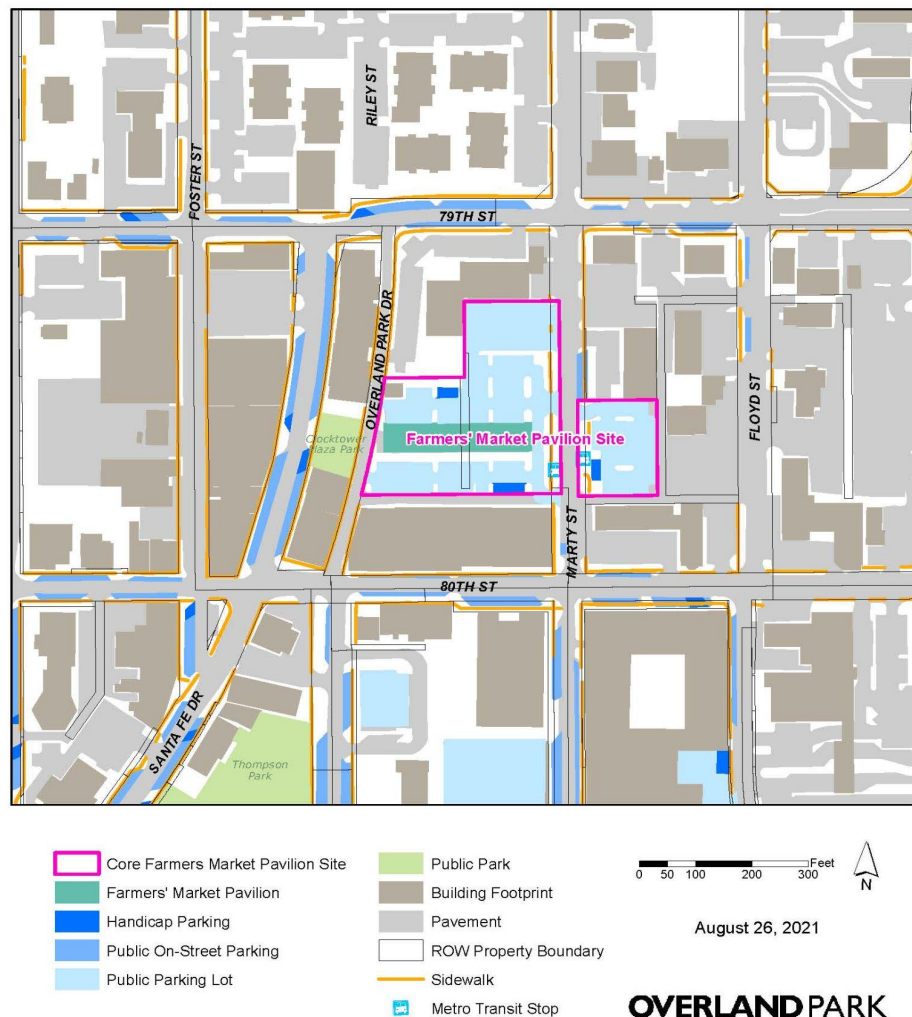 RILEY ST
FOSTER ST
79TH ST
OVERLAND PARK DR
FLOYD ST
Clocktower
Plaza Park
Farmers' Market Pavilion Site
MARTY ST
80TH ST
SANTA FE DR
Thompson
Park
Core Farmers Market Pavilion Site
Farmers' Market Pavilion
Handicap Parking
Public On-Street Parking
Public Parking Lot
Public Park
Building Footprint
Pavement
ROW Property Boundary
Sidewalk
Metro Transit Stop
0 50 100 200 300 Feet
N
August 26, 2021
OVERLAND PARK